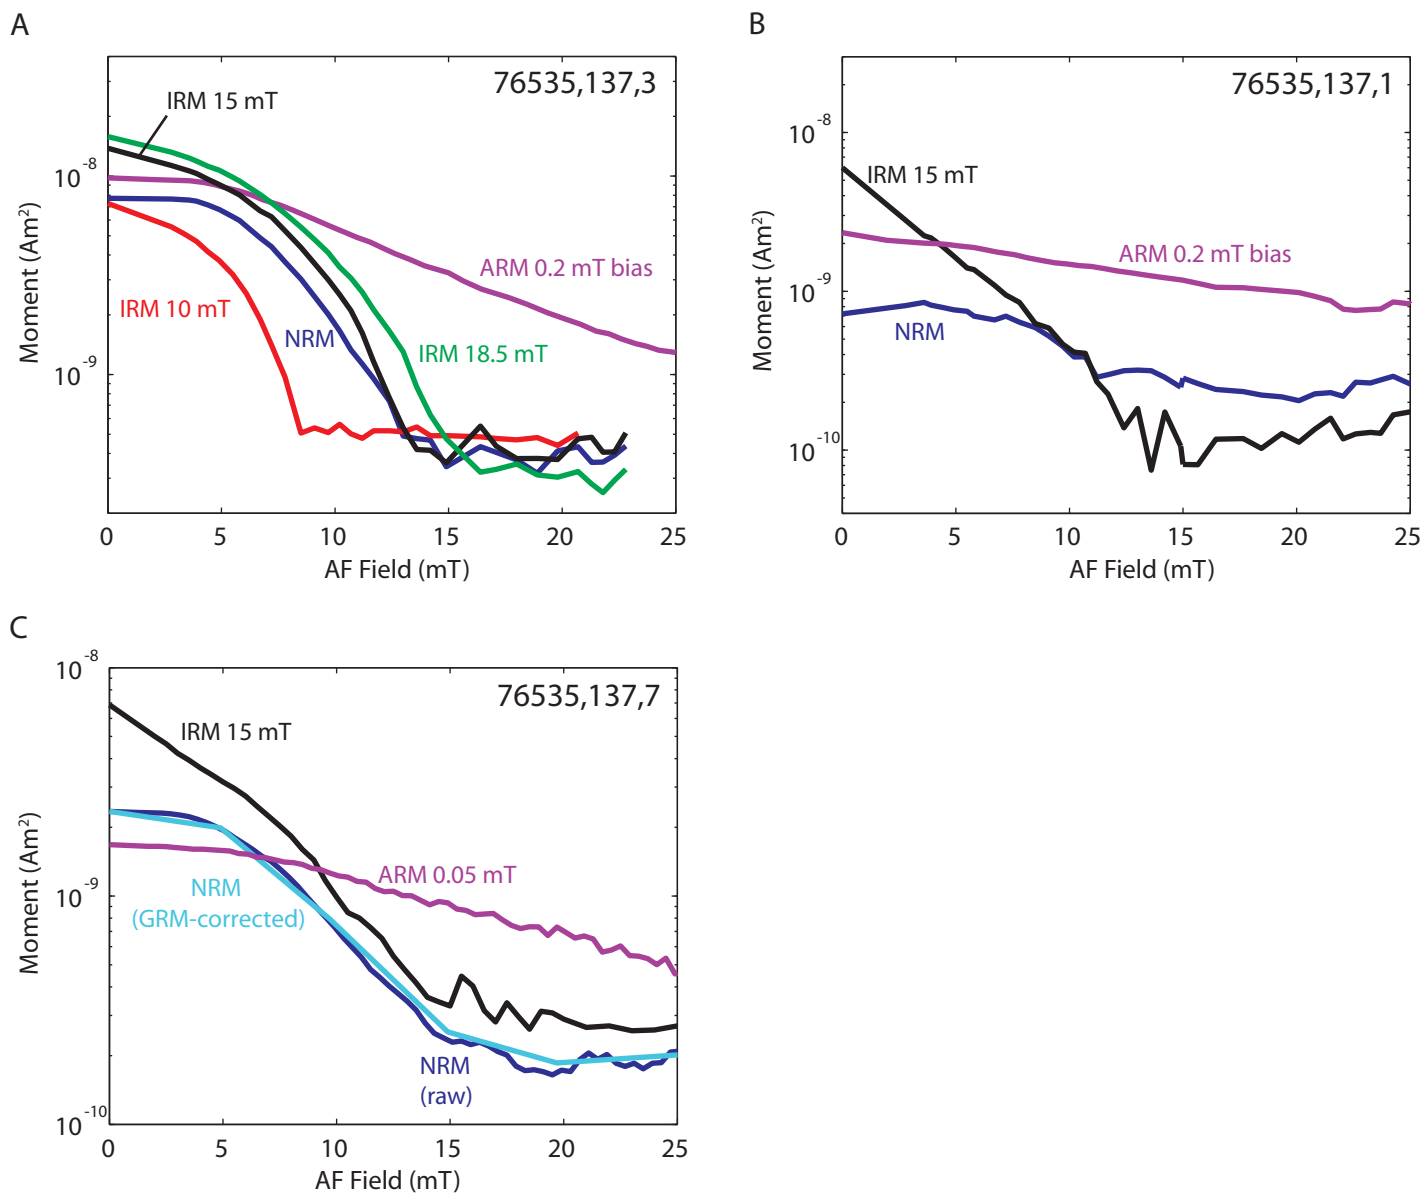 A
76535,137,3
IRM 15 mT
10-8
ARM 0.2 mT bias
IRM 10 mT
NRM
IRM 18.5 mT
10-9
Moment (Am2)
0 5 10 15 20 25
AF Field (mT)
B
76535,137,1
10-8
IRM 15 mT
ARM 0.2 mT bias
10-9
NRM
10-10
Moment (Am2)
0 5 10 15 20 25
AF Field (mT)
C
10-8
76535,137,7
IRM 15 mT
ARM 0.05 mT
NRM
(GRM-corrected)
10-9
NRM
(raw)
10-10
Moment (Am2)
0 5 10 15 20 25
AF Field (mT)